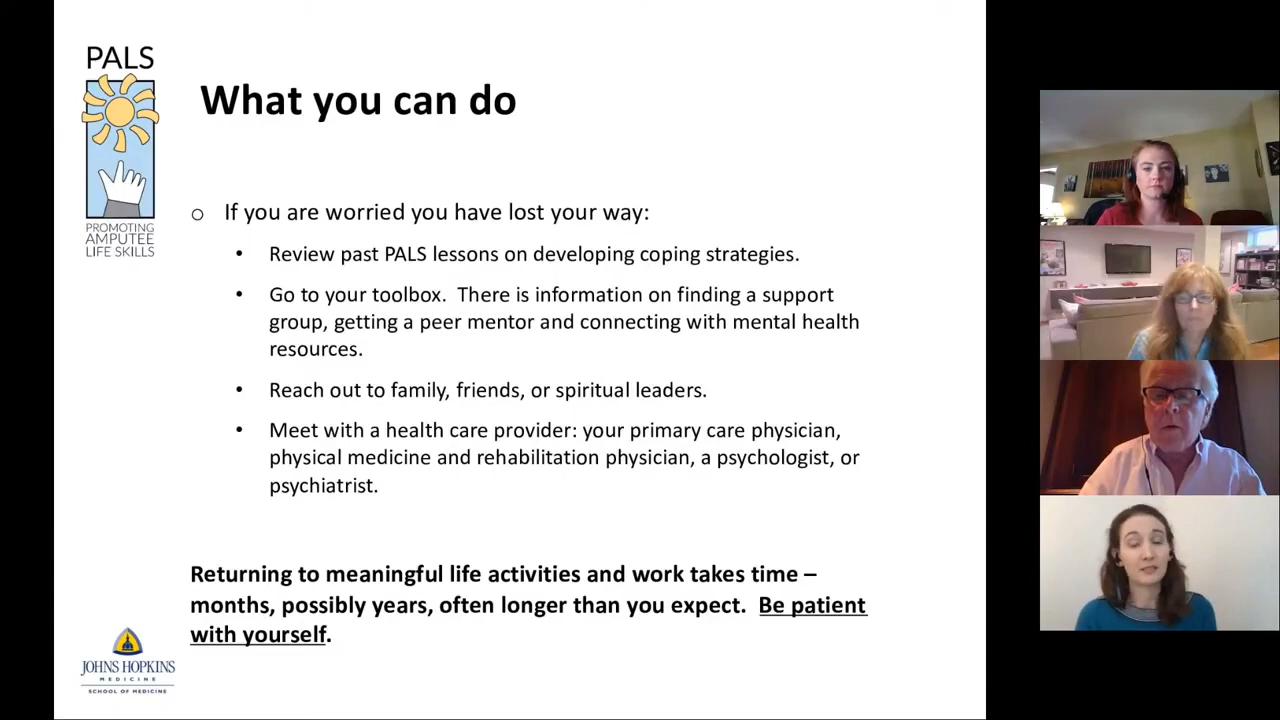 PALS
PROMOTING
AMPUTEE
LIFE SKILLS
What you can do
o If you are worried you have lost your way:
• Review past PALS lessons on developing coping strategies.
• Go to your toolbox.  There is information on finding a support
group, getting a peer mentor and connecting with mental health
resources.
• Reach out to family, friends, or spiritual leaders.
• Meet with a health care provider: your primary care physician,
physical medicine and rehabilitation physician, a psychologist, or
psychiatrist.
Returning to meaningful life activities and work takes time –
months, possibly years, often longer than you expect.  Be patient
with yourself.
JOHNS HOPKINS
MEDICINE
SCHOOL OF MEDICINE